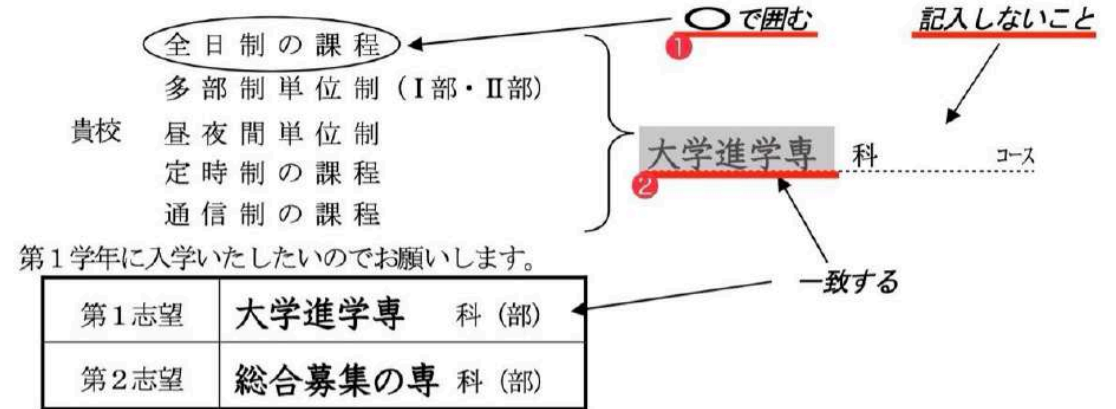 ◯で囲む
記入しないこと
❶
全日制の課程
多部制単位制（Ⅰ部・Ⅱ部）
貴校 昼夜間単位制
定時制の課程
通信制の課程
大学進学専 科 コース
❷
第１学年に入学いたしたいのでお願いします。
一致する
第１志望 大学進学専 科（部）
第２志望 総合募集の専 科（部）